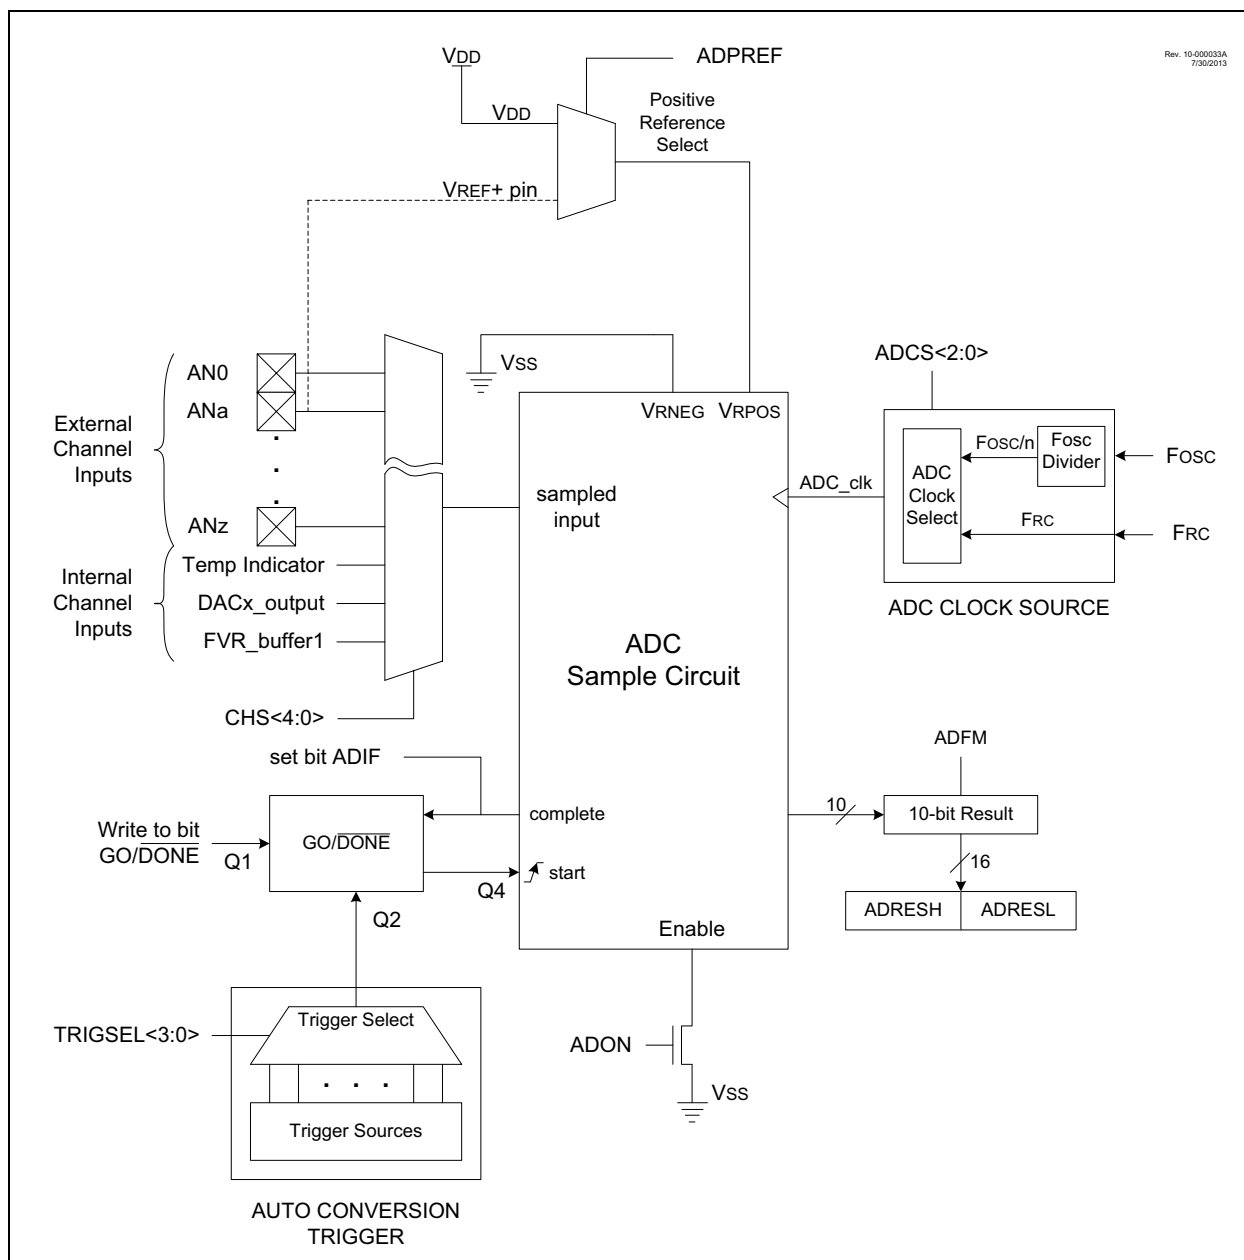 Rev. 10-000033A
7/30/2013
VDD
ADPREF
VDD
Positive
Reference
Select
VREF+ pin
VSS
ADCS<2:0>
AN0
ANa
External
Channel
Inputs
VRNEG
VRPOS
FOSC/n
Fosc
Divider
FOSC
ADC
Clock
Select
ADC_clk
sampled
input
ANz
FRC
FRC
Temp Indicator
Internal
Channel
Inputs
DACx_output
FVR_buffer1
ADC CLOCK SOURCE
ADC
Sample Circuit
CHS<4:0>
set bit ADIF
ADFM
complete
10
10-bit Result
Write to bit
GO/DONE
Q1
GO/DONE
Q4
start
16
ADRESH
ADRESL
Q2
Enable
Trigger Select
TRIGSEL<3:0>
. . .
ADON
VSS
Trigger Sources
AUTO CONVERSION
TRIGGER